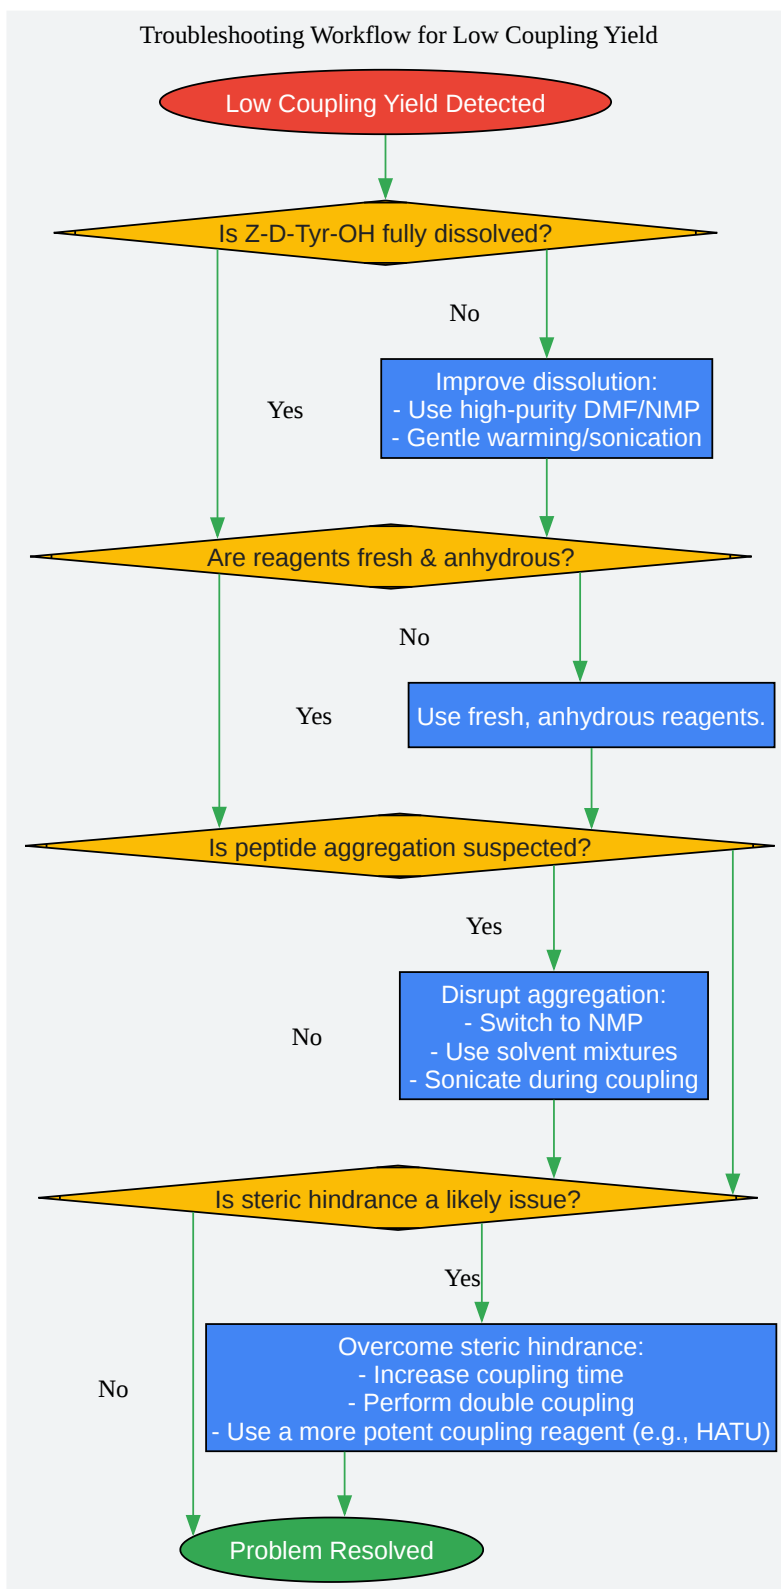 Troubleshooting Workflow for Low Coupling Yield
Low Coupling Yield Detected
Is Z-D-Tyr-OH fully dissolved?
No
Improve dissolution:
- Use high-purity DMF/NMP
- Gentle warming/sonication
Yes
Are reagents fresh & anhydrous?
No
Use fresh, anhydrous reagents.
Yes
Is peptide aggregation suspected?
Yes
Disrupt aggregation:
- Switch to NMP
- Use solvent mixtures
- Sonicate during coupling
No
Is steric hindrance a likely issue?
Yes
Overcome steric hindrance:
- Increase coupling time
- Perform double coupling
- Use a more potent coupling reagent (e.g., HATU)
No
Problem Resolved